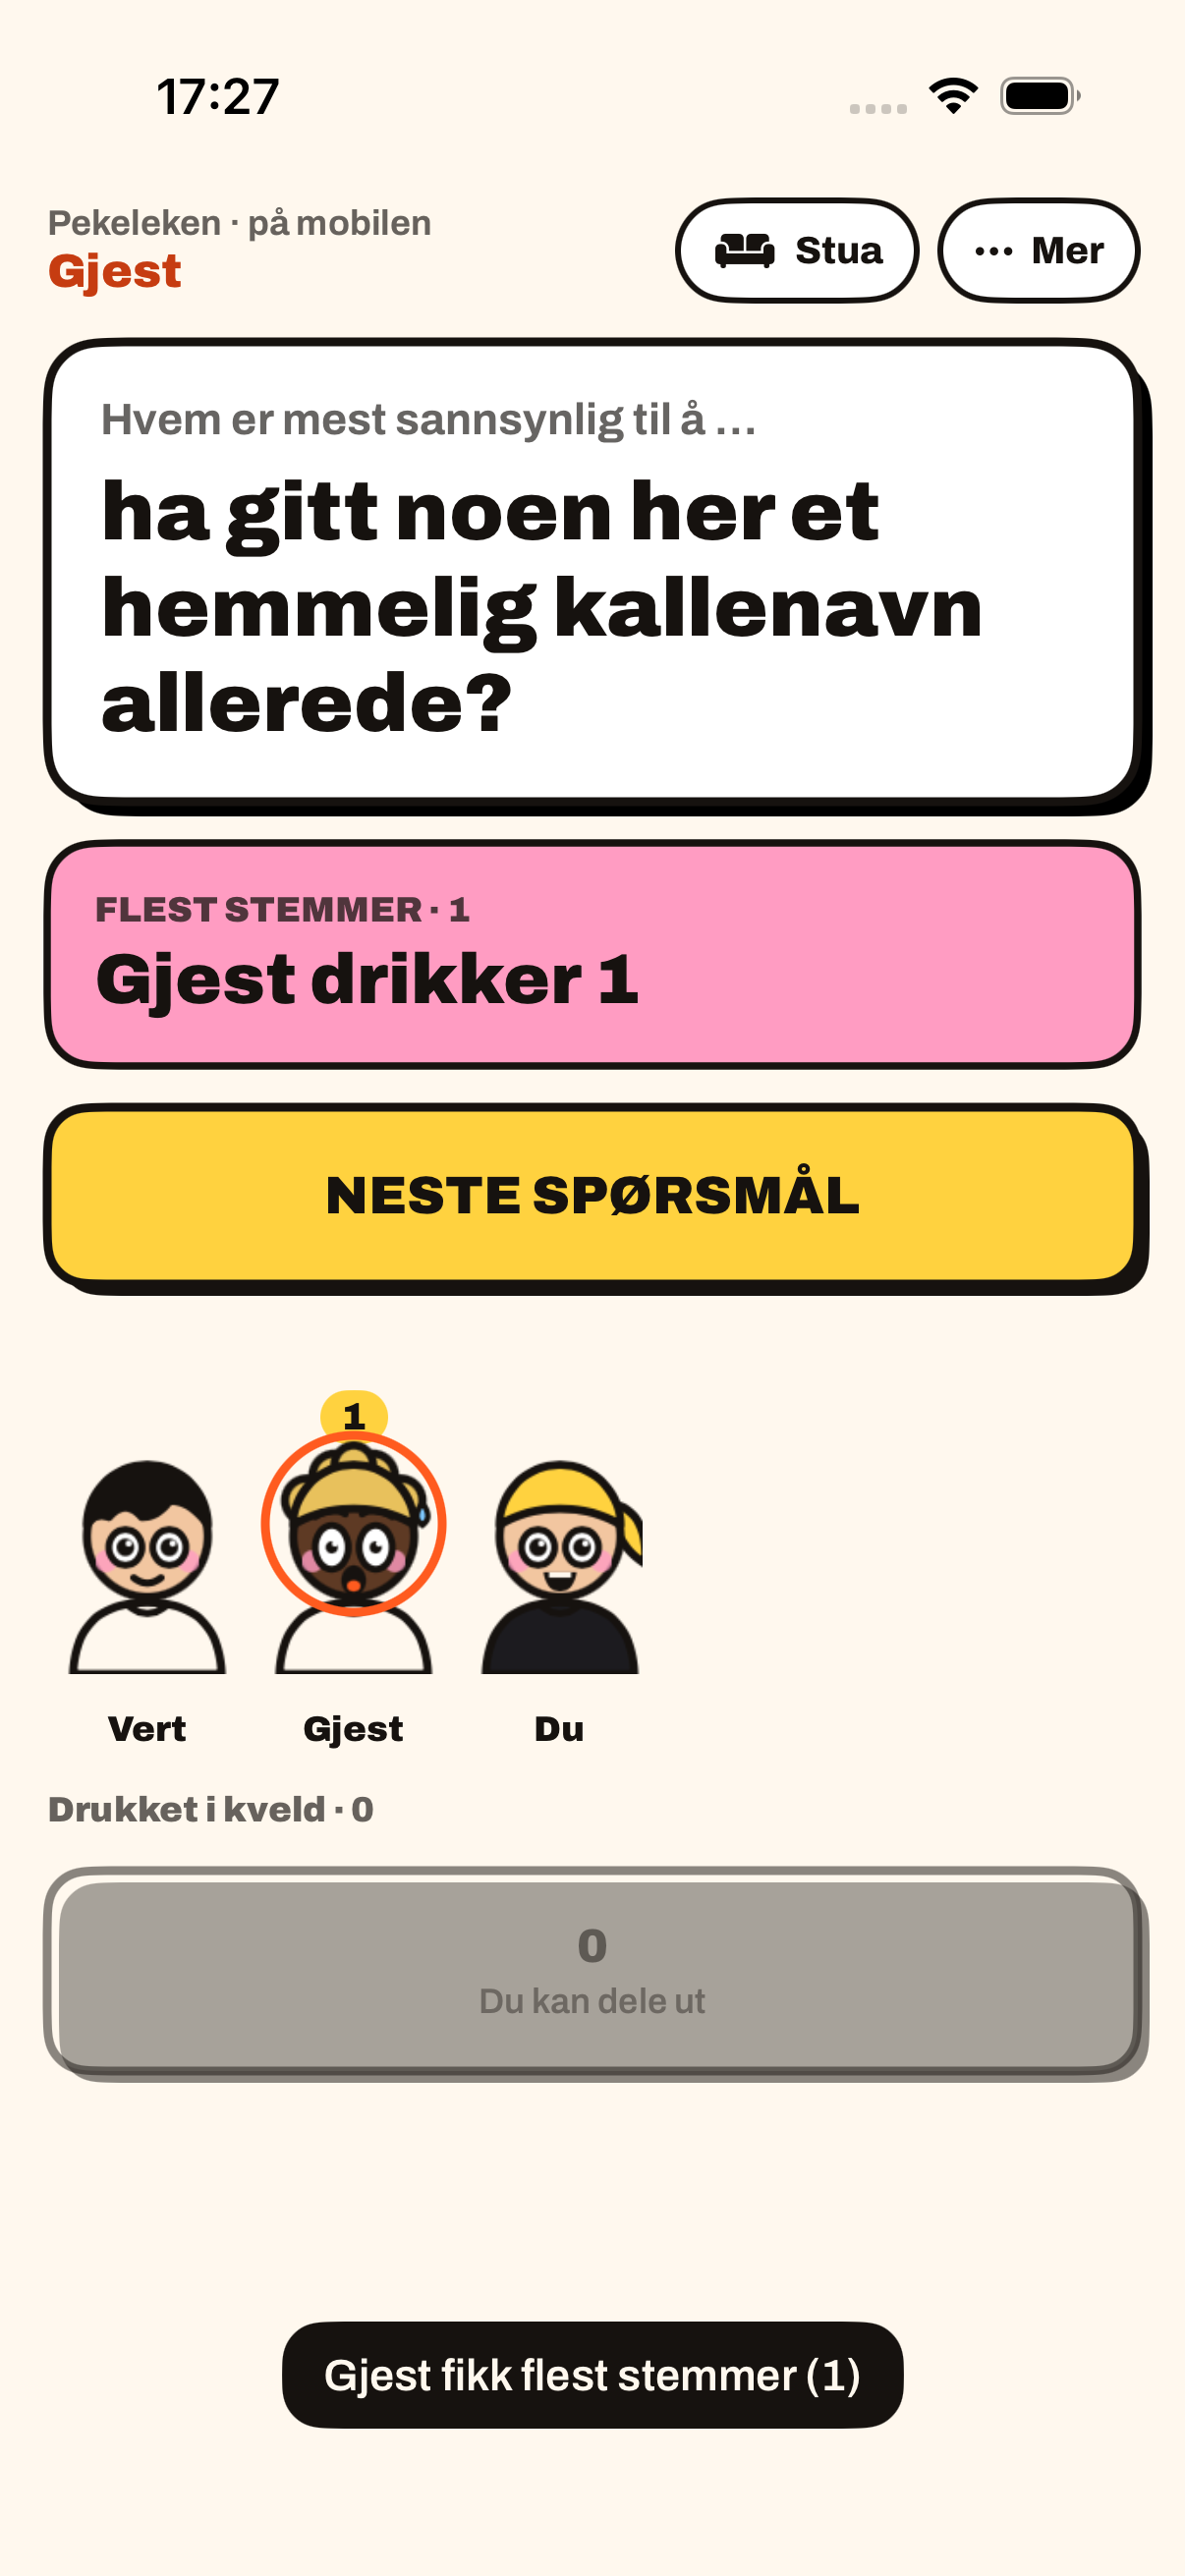 17:27
Pekeleken · på mobilen
Gjest
Stua
Mer
Hvem er mest sannsynlig til å ...
ha gitt noen her et
hemmelig kallenavn
allerede?
FLEST STEMMER · 1
Gjest drikker 1
NESTE SPØRSMÅL
1
Vert
Gjest
Du
Drukket i kveld · 0
0
Du kan dele ut
Gjest fikk flest stemmer (1)